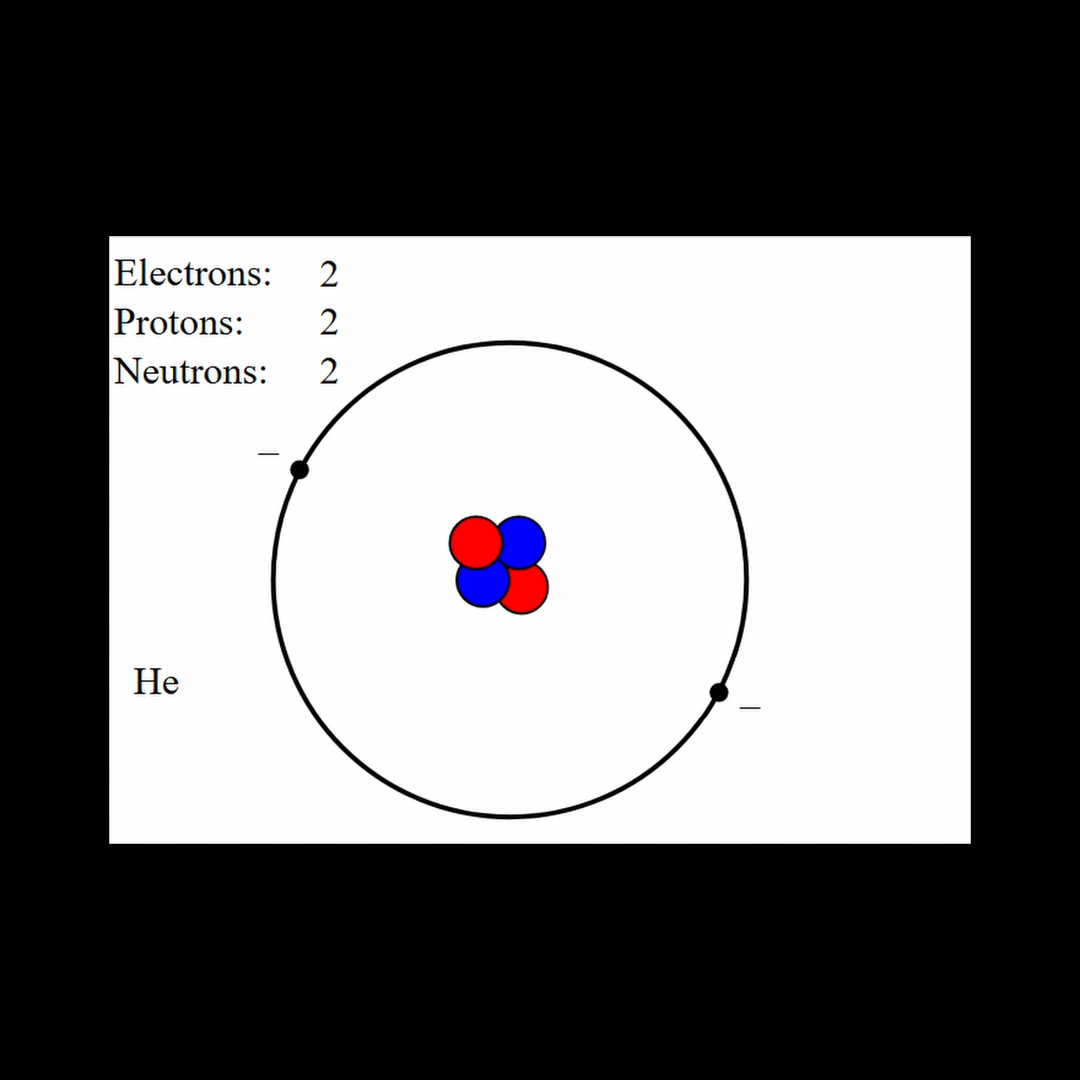 Electrons: 2
Protons: 2
Neutrons: 2
–
He
–